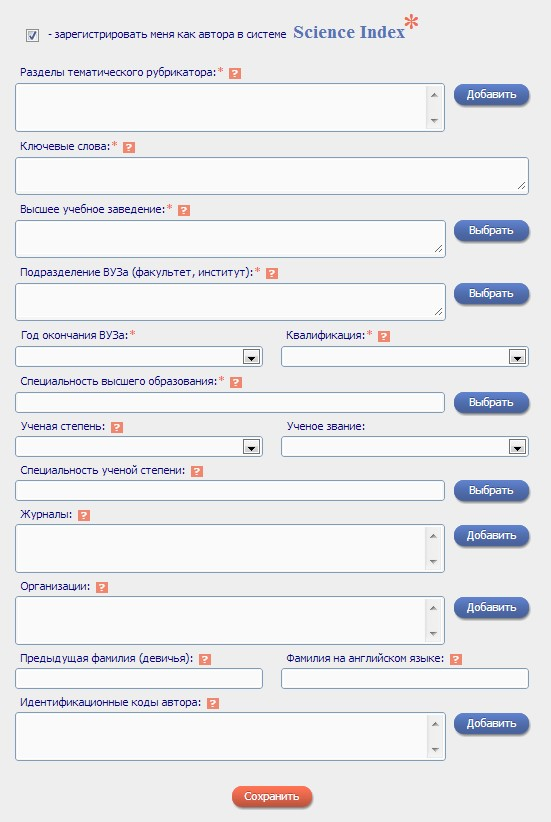 - зарегистрировать меня как автора в системе Science Index*
Разделы тематического рубрикатора:* ?
Добавить
Ключевые слова:* ?
Высшее учебное заведение:* ?
Выбрать
Подразделение ВУЗа (факультет, институт):* ?
Выбрать
Год окончания ВУЗа:* Квалификация:* ?
Специальность высшего образования:* ?
Выбрать
Ученая степень: ? Ученое звание:
Специальность ученой степени: ?
Выбрать
Журналы: ?
Добавить
Организации: ?
Добавить
Предыдущая фамилия (девичья): ? Фамилия на английском языке: ?
Идентификационные коды автора: ?
Добавить
Сохранить